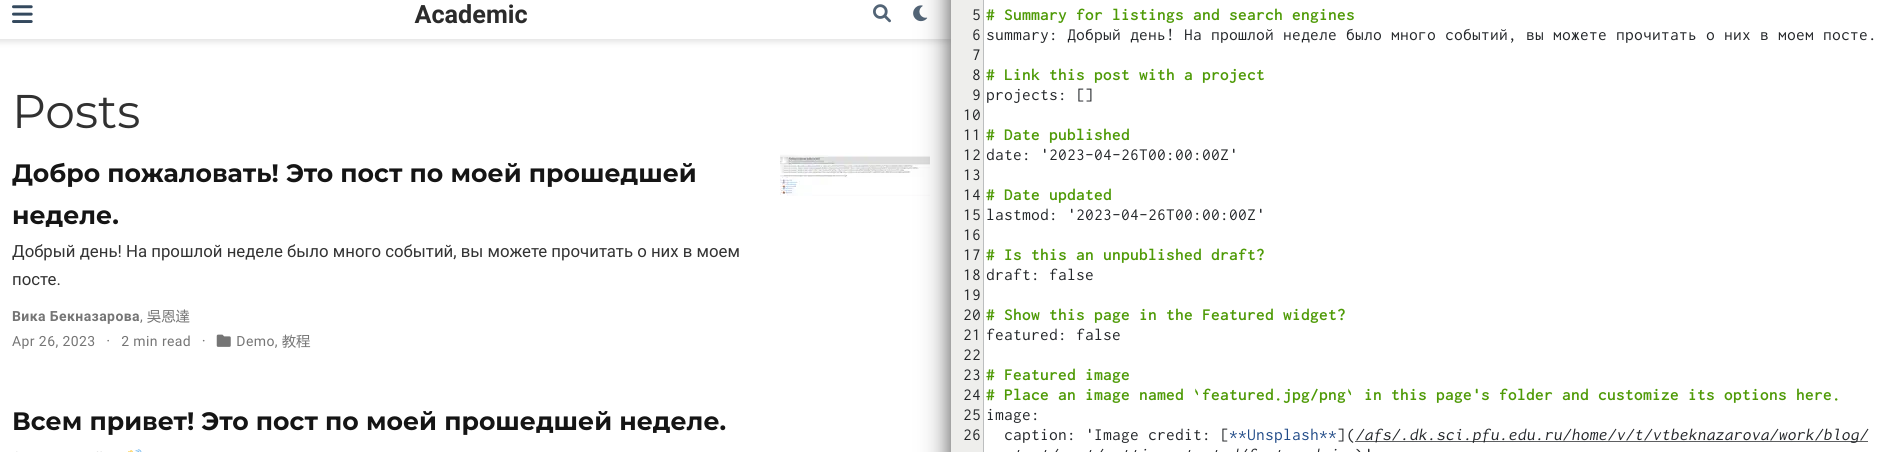 Academic
Posts
Добро пожаловать! Это пост по моей прошедшей
неделе.
Добрый день! На прошлой неделе было много событий, вы можете прочитать о них в моем
посте.
Вика Бекназарова, 吳恩達
Apr 26, 2023 · 2 min read · Demo, 教程
Всем привет! Это пост по моей прошедшей неделе.
5 # Summary for listings and search engines
6 summary: Добрый день! На прошлой неделе было много событий, вы можете прочитать о них в моем посте.
7
8 # Link this post with a project
9 projects: []
10
11 # Date published
12 date: '2023-04-26T00:00:00Z'
13
14 # Date updated
15 lastmod: '2023-04-26T00:00:00Z'
16
17 # Is this an unpublished draft?
18 draft: false
19
20 # Show this page in the Featured widget?
21 featured: false
22
23 # Featured image
24 # Place an image named `featured.jpg/png` in this page's folder and customize its options here.
25 image:
26 caption: 'Image credit: [**Unsplash**](/afs/.dk.sci.pfu.edu.ru/home/v/t/vtbeknazarova/work/blog/